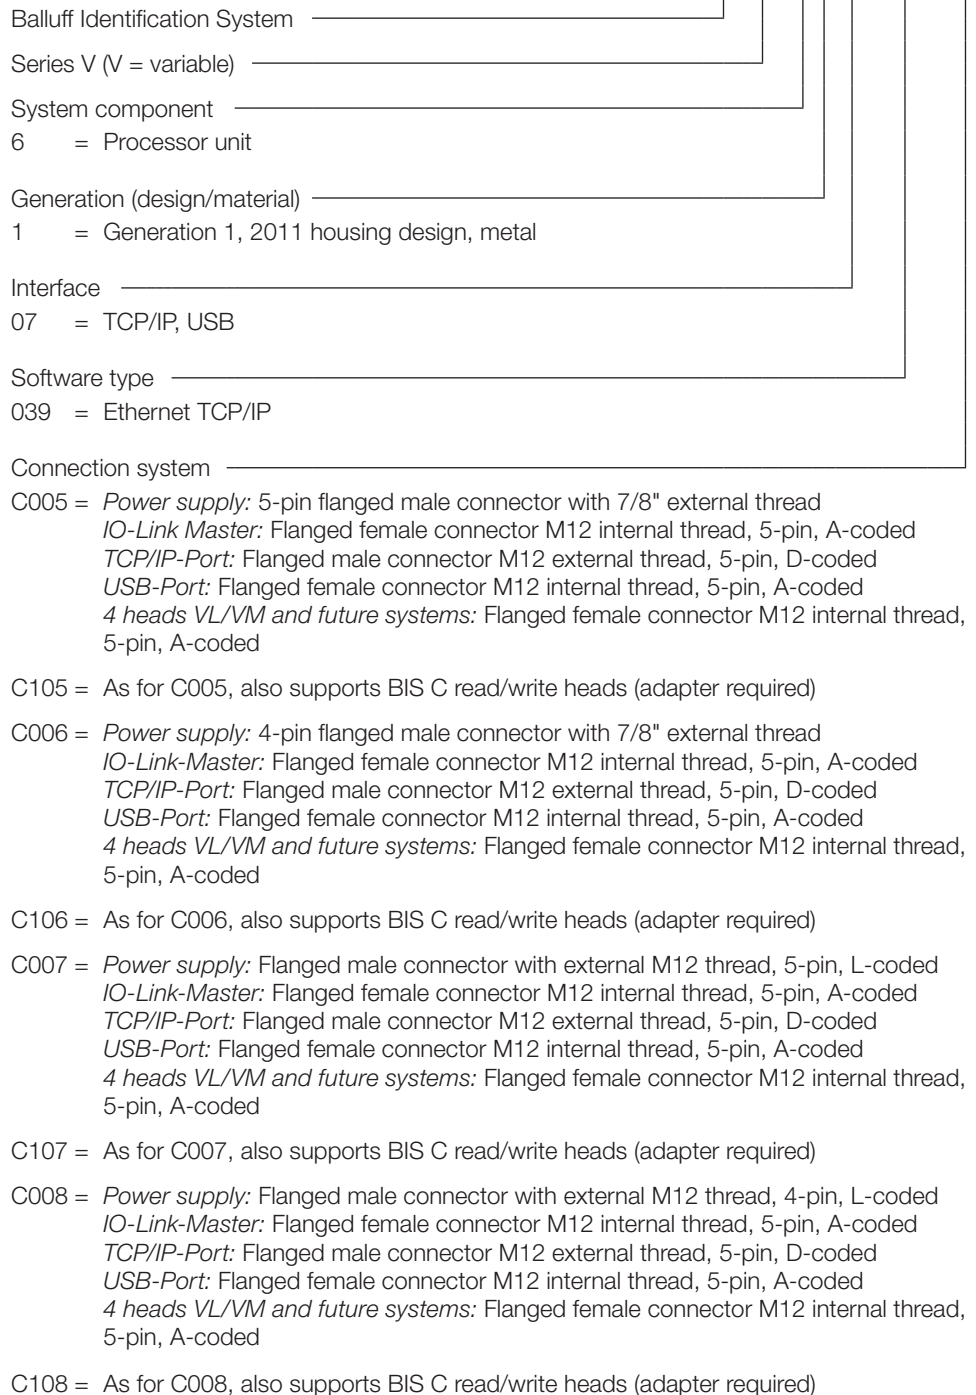 Balluff Identification System
Series V (V = variable)
System component
6 = Processor unit
Generation (design/material)
1 = Generation 1, 2011 housing design, metal
Interface
07 = TCP/IP, USB
Software type
039 = Ethernet TCP/IP
Connection system
C005 = Power supply: 5-pin flanged male connector with 7/8" external thread
IO-Link Master: Flanged female connector M12 internal thread, 5-pin, A-coded
TCP/IP-Port: Flanged male connector M12 external thread, 5-pin, D-coded
USB-Port: Flanged female connector M12 internal thread, 5-pin, A-coded
4 heads VL/VM and future systems: Flanged female connector M12 internal thread,
5-pin, A-coded
C105 = As for C005, also supports BIS C read/write heads (adapter required)
C006 = Power supply: 4-pin flanged male connector with 7/8" external thread
IO-Link-Master: Flanged female connector M12 internal thread, 5-pin, A-coded
TCP/IP-Port: Flanged male connector M12 external thread, 5-pin, D-coded
USB-Port: Flanged female connector M12 internal thread, 5-pin, A-coded
4 heads VL/VM and future systems: Flanged female connector M12 internal thread,
5-pin, A-coded
C106 = As for C006, also supports BIS C read/write heads (adapter required)
C007 = Power supply: Flanged male connector with external M12 thread, 5-pin, L-coded
IO-Link-Master: Flanged female connector M12 internal thread, 5-pin, A-coded
TCP/IP-Port: Flanged male connector M12 external thread, 5-pin, D-coded
USB-Port: Flanged female connector M12 internal thread, 5-pin, A-coded
4 heads VL/VM and future systems: Flanged female connector M12 internal thread,
5-pin, A-coded
C107 = As for C007, also supports BIS C read/write heads (adapter required)
C008 = Power supply: Flanged male connector with external M12 thread, 4-pin, L-coded
IO-Link-Master: Flanged female connector M12 internal thread, 5-pin, A-coded
TCP/IP-Port: Flanged male connector M12 external thread, 5-pin, D-coded
USB-Port: Flanged female connector M12 internal thread, 5-pin, A-coded
4 heads VL/VM and future systems: Flanged female connector M12 internal thread,
5-pin, A-coded
C108 = As for C008, also supports BIS C read/write heads (adapter required)